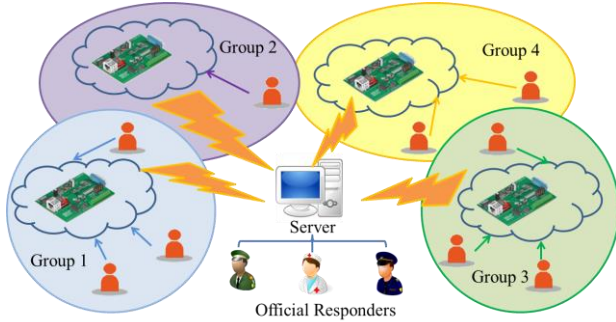 Group 2
Group 4
Server
Group 1
Group 3
Official Responders